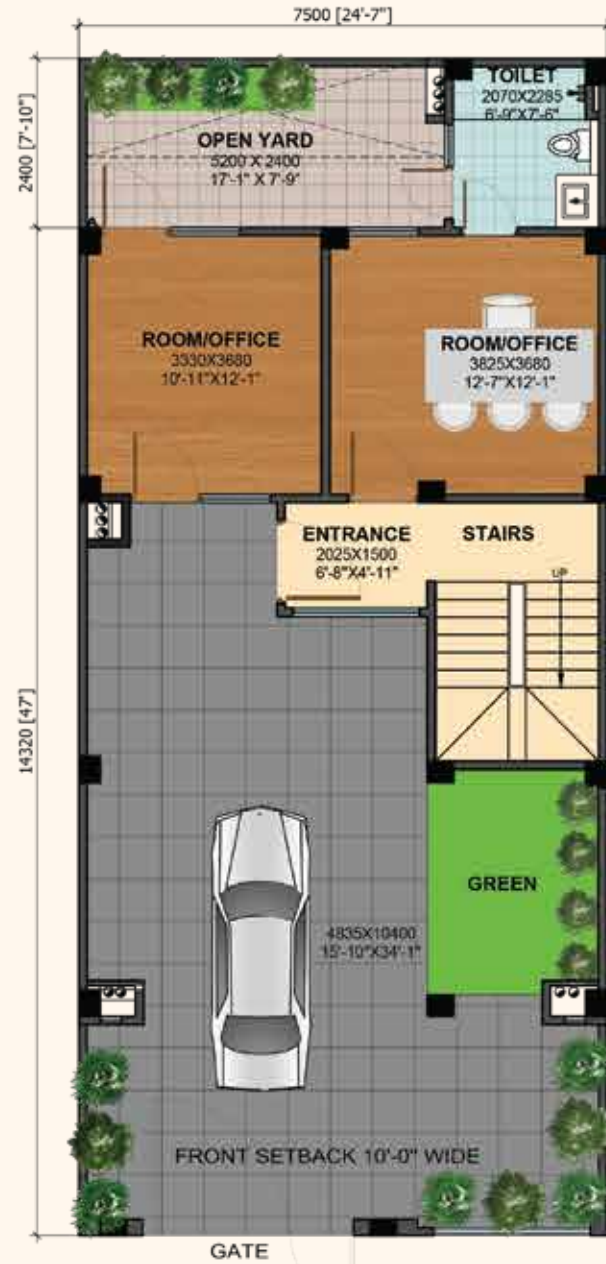 7500 [24'-7"]
2400 [7'-10"]
TOILET
2070X2285
6'-9"X7'-6"
OPEN YARD
5200 X 2400
17'-1" X 7'-9"
ROOM/OFFICE
3330X3680
10'-11"X12'-1"
ROOM/OFFICE
3825X3680
12'-7"X12'-1"
ENTRANCE
2025X1500
6'-8"X4'-11"
STAIRS
UP
14320 [47']
GREEN
4835X10400
15'-10"X34'-1"
FRONT SETBACK 10'-0" WIDE
GATE